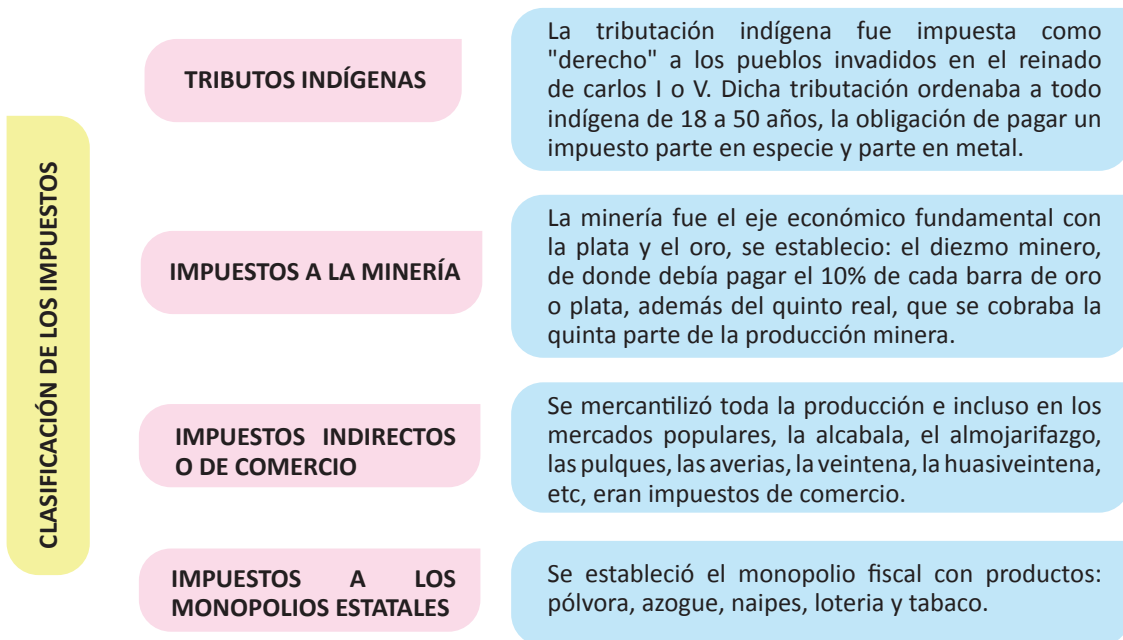 CLASIFICACIÓN DE LOS IMPUESTOS
TRIBUTOS INDÍGENAS
La tributación indígena fue impuesta como
"derecho" a los pueblos invadidos en el reinado
de carlos I o V. Dicha tributación ordenaba a todo
indígena de 18 a 50 años, la obligación de pagar un
impuesto parte en especie y parte en metal.
IMPUESTOS A LA MINERÍA
La minería fue el eje económico fundamental con
la plata y el oro, se establecio: el diezmo minero,
de donde debía pagar el 10% de cada barra de oro
o plata, además del quinto real, que se cobraba la
quinta parte de la producción minera.
IMPUESTOS INDIRECTOS
O DE COMERCIO
Se mercantilizó toda la producción e incluso en los
mercados populares, la alcabala, el almojarifazgo,
las pulques, las averias, la veintena, la huasiveintena,
etc, eran impuestos de comercio.
IMPUESTOS A LOS
MONOPOLIOS ESTATALES
Se estableció el monopolio fiscal con productos:
pólvora, azogue, naipes, loteria y tabaco.